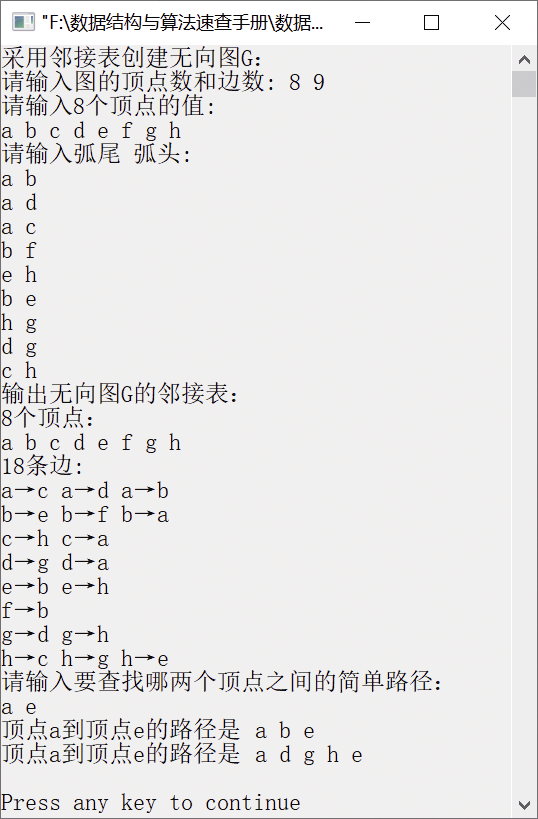 "F:\数据结构与算法速查手册\数据...
采用邻接表创建无向图G:
请输入图的顶点数和边数: 8 9
请输入8个顶点的值:
a b c d e f g h
请输入弧尾 弧头:
a b
a d
a c
b f
e h
b e
h g
d g
c h
输出无向图G的邻接表:
8个顶点:
a b c d e f g h
18条边:
a→c a→d a→b
b→e b→f b→a
c→h c→a
d→g d→a
e→b e→h
f→b
g→d g→h
h→c h→g h→e
请输入要查找哪两个顶点之间的简单路径:
a e
顶点a到顶点e的路径是 a b e
顶点a到顶点e的路径是 a d g h e
Press any key to continue